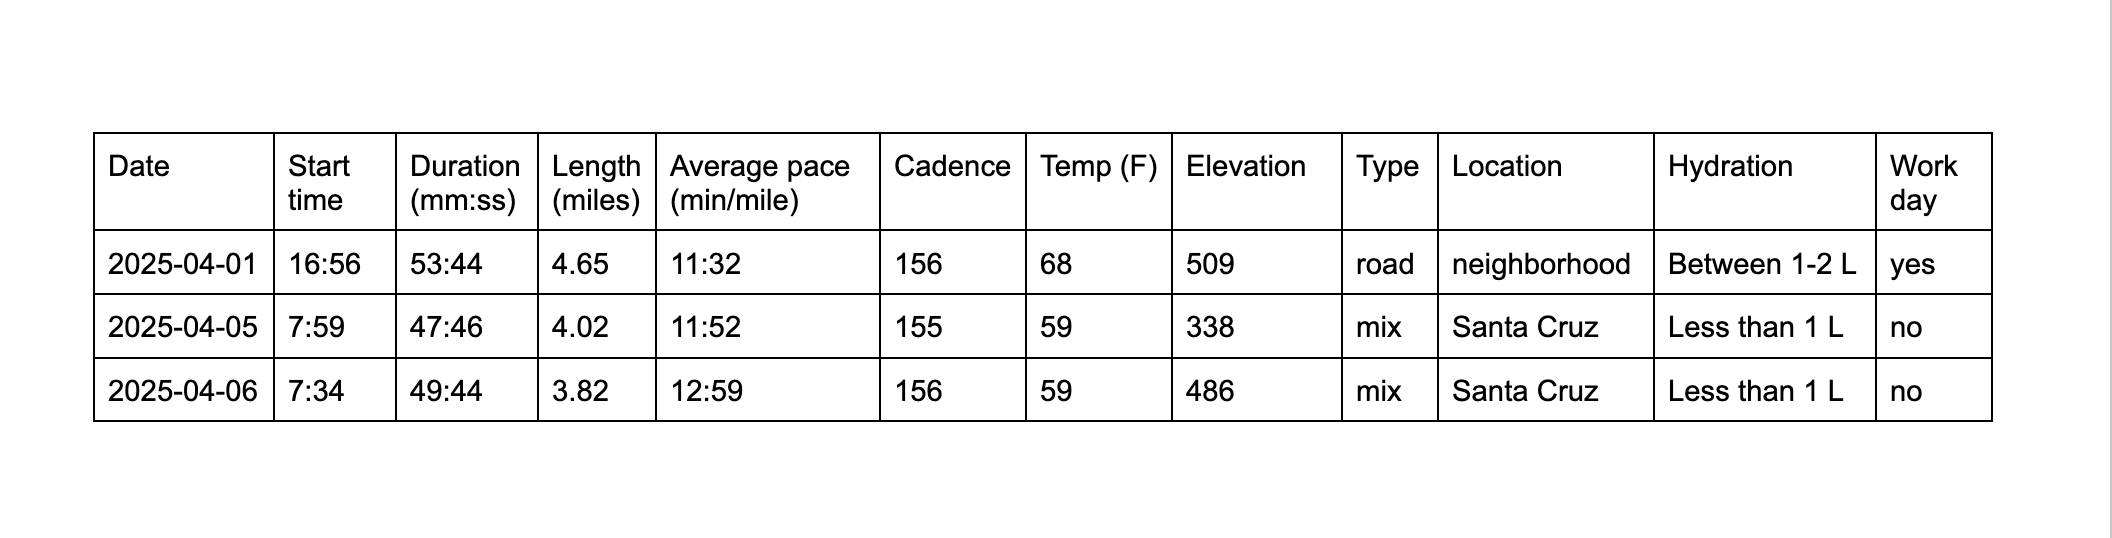 Date Start time Duration (mm:ss) Length (miles) Average pace (min/mile) Cadence Temp (F) Elevation Type Location Hydration Work day
2025-04-01 16:56 53:44 4.65 11:32 156 68 509 road neighborhood Between 1-2 L yes
2025-04-05 7:59 47:46 4.02 11:52 155 59 338 mix Santa Cruz Less than 1 L no
2025-04-06 7:34 49:44 3.82 12:59 156 59 486 mix Santa Cruz Less than 1 L no